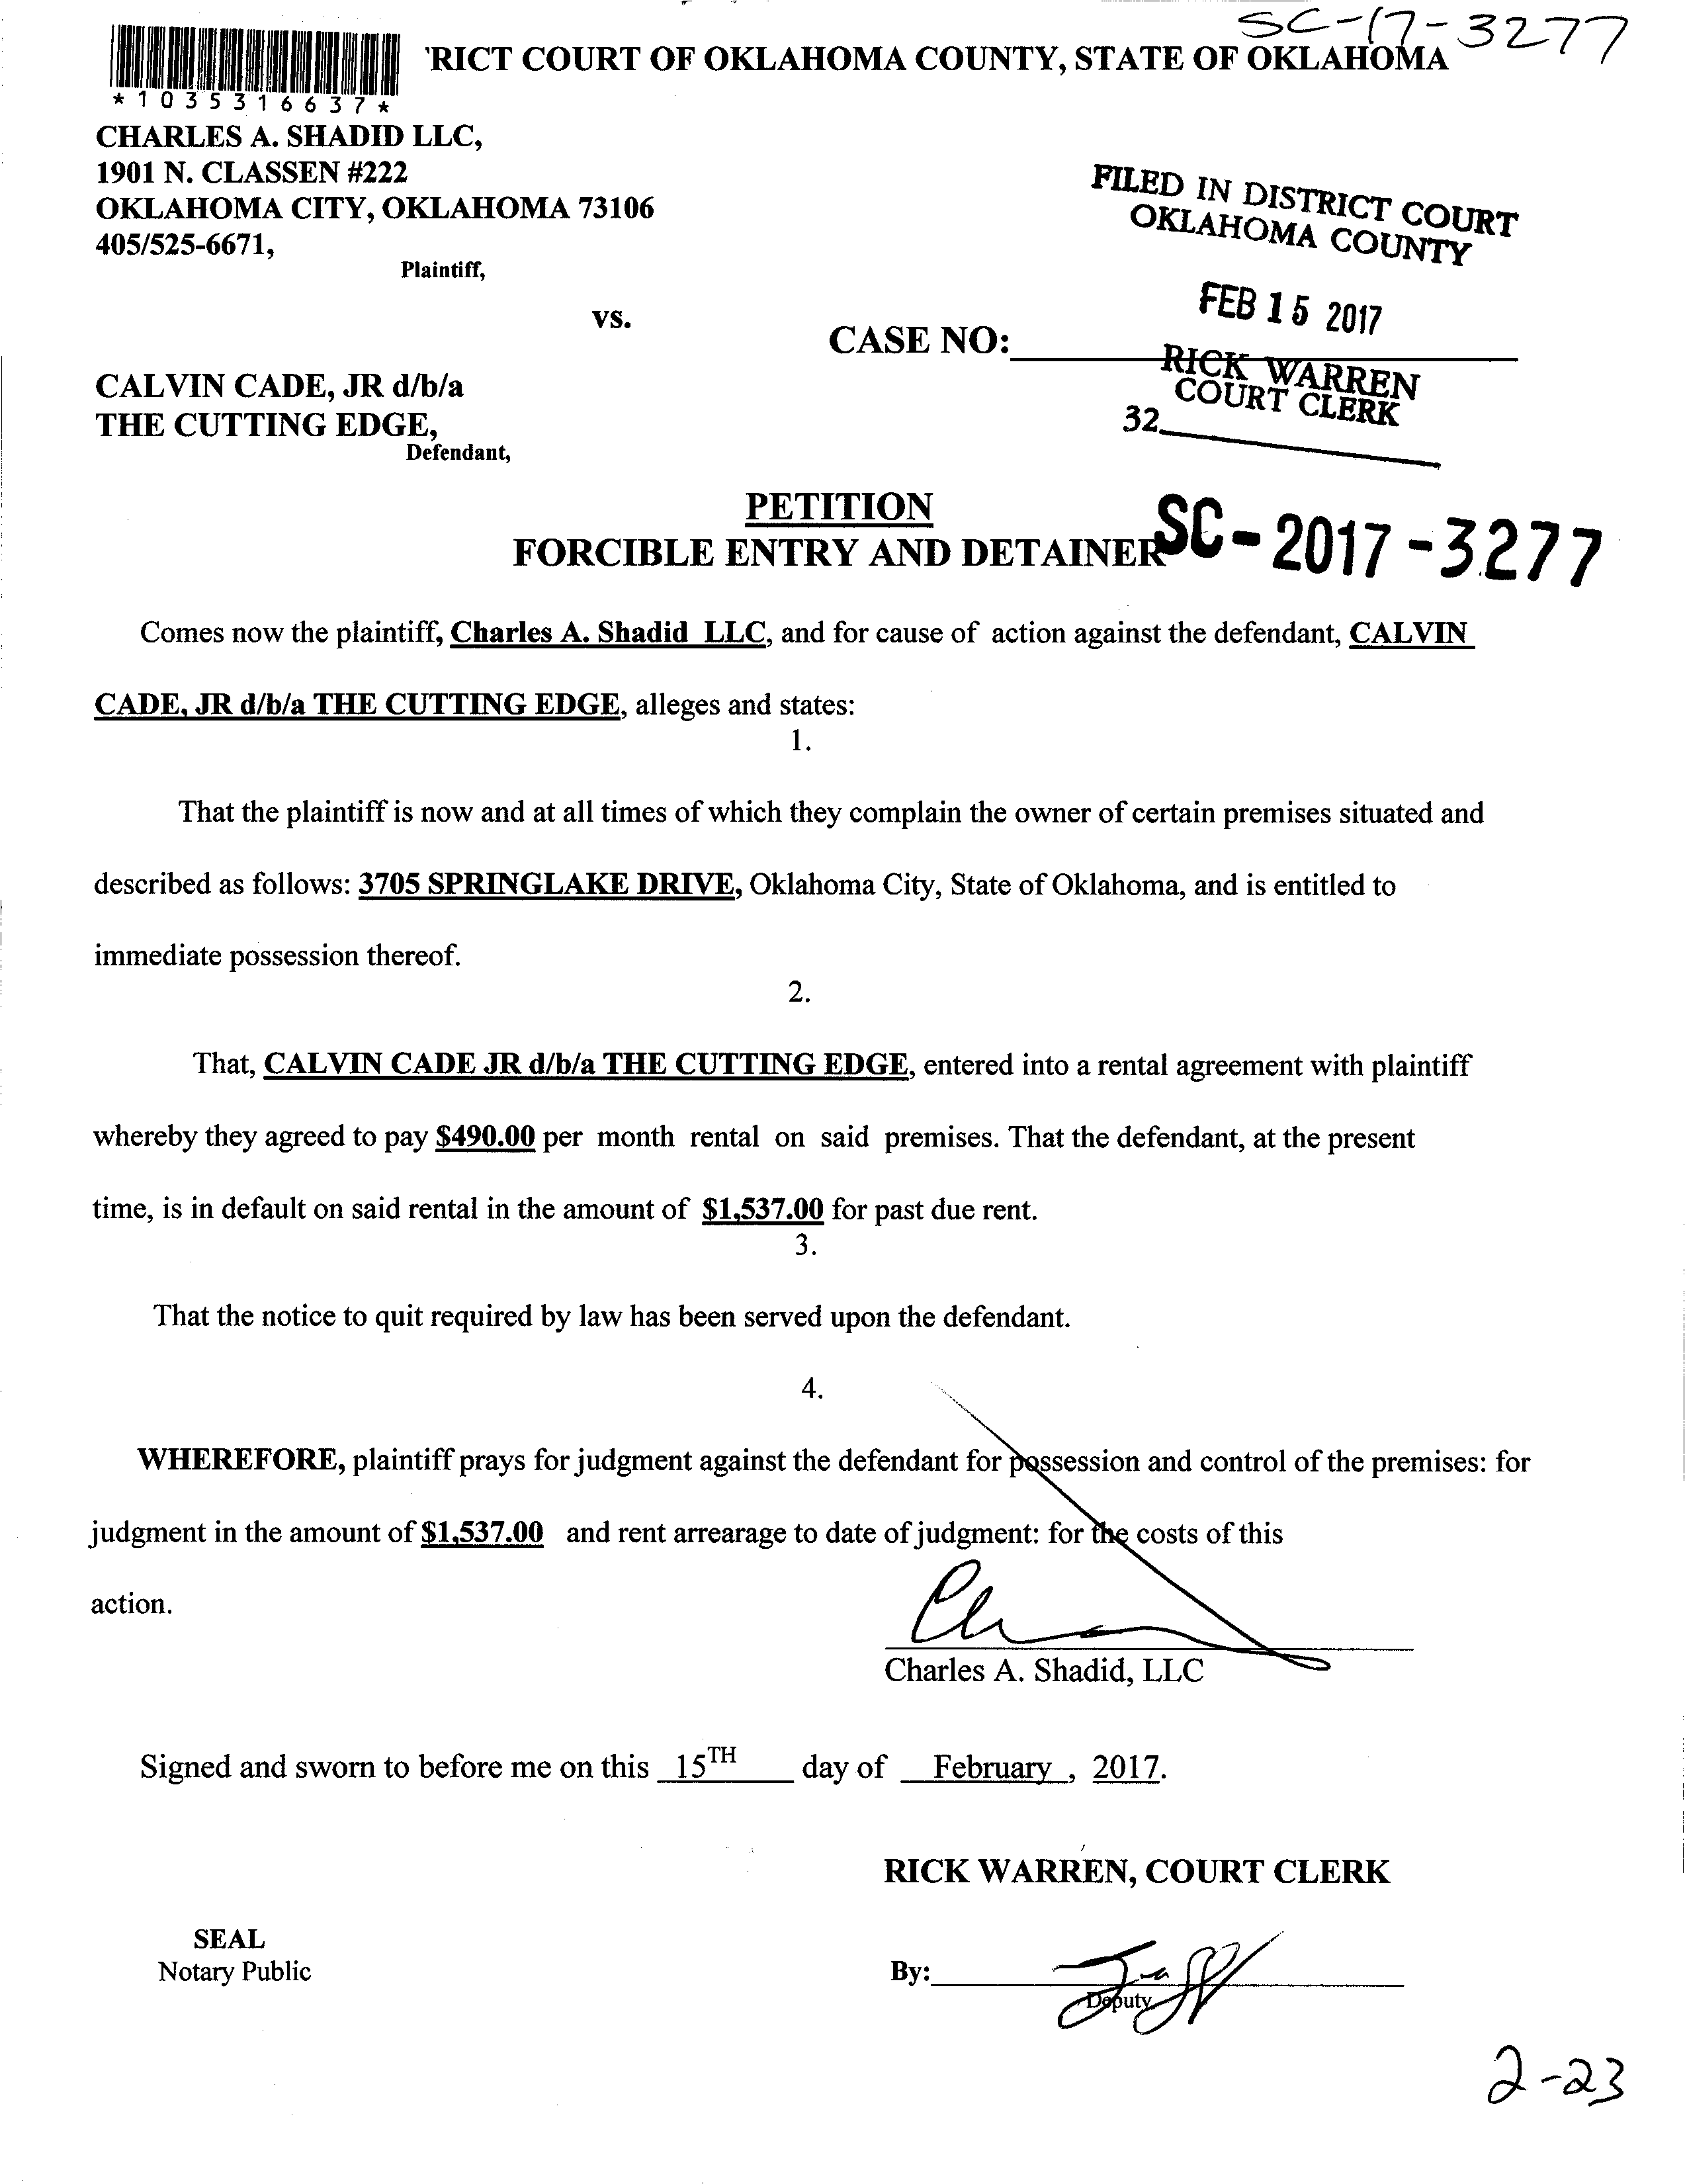 SC-17-3277
'RICT COURT OF OKLAHOMA COUNTY, STATE OF OKLAHOMA
*1035316637*
CHARLES A. SHADID LLC,
1901 N. CLASSEN #222
OKLAHOMA CITY, OKLAHOMA 73106
405/525-6671,
Plaintiff,
FILED IN DISTRICT COURT
OKLAHOMA COUNTY
FEB 15 2017
RICK WARREN
COURT CLERK
32
vs.
CASE NO:
CALVIN CADE, JR d/b/a
THE CUTTING EDGE,
Defendant,
PETITION
FORCIBLE ENTRY AND DETAINER
SC-2017-3277
Comes now the plaintiff, Charles A. Shadid LLC, and for cause of action against the defendant, CALVIN
CADE, JR d/b/a THE CUTTING EDGE, alleges and states:
1.
That the plaintiff is now and at all times of which they complain the owner of certain premises situated and
described as follows: 3705 SPRINGLAKE DRIVE, Oklahoma City, State of Oklahoma, and is entitled to
immediate possession thereof.
2.
That, CALVIN CADE JR d/b/a THE CUTTING EDGE, entered into a rental agreement with plaintiff
whereby they agreed to pay $490.00 per month rental on said premises. That the defendant, at the present
time, is in default on said rental in the amount of $1,537.00 for past due rent.
3.
That the notice to quit required by law has been served upon the defendant.
4.
WHEREFORE, plaintiff prays for judgment against the defendant for possession and control of the premises: for
judgment in the amount of $1,537.00 and rent arrearage to date of judgment: for the costs of this
action.
Charles A. Shadid, LLC
Signed and sworn to before me on this 15TH day of February, 2017.
RICK WARREN, COURT CLERK
SEAL
Notary Public
By:
Deputy
2-23